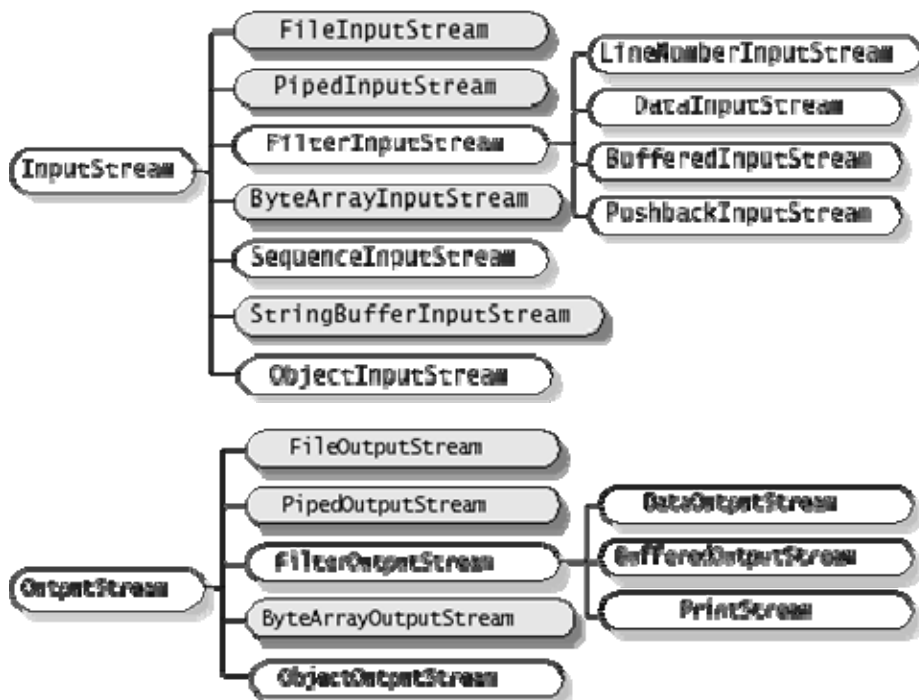 FileInputStream
LineNumberInputStream
PipedInputStream
DataInputStream
FilterInputStream
InputStream
BufferedInputStream
ByteArrayInputStream
PushbackInputStream
SequenceInputStream
StringBufferInputStream
ObjectInputStream
FileOutputStream
PipedOutputStream
DataOutputStream
FilterOutputStream
BufferedOutputStream
OutputStream
ByteArrayOutputStream
PrintStream
ObjectOutputStream